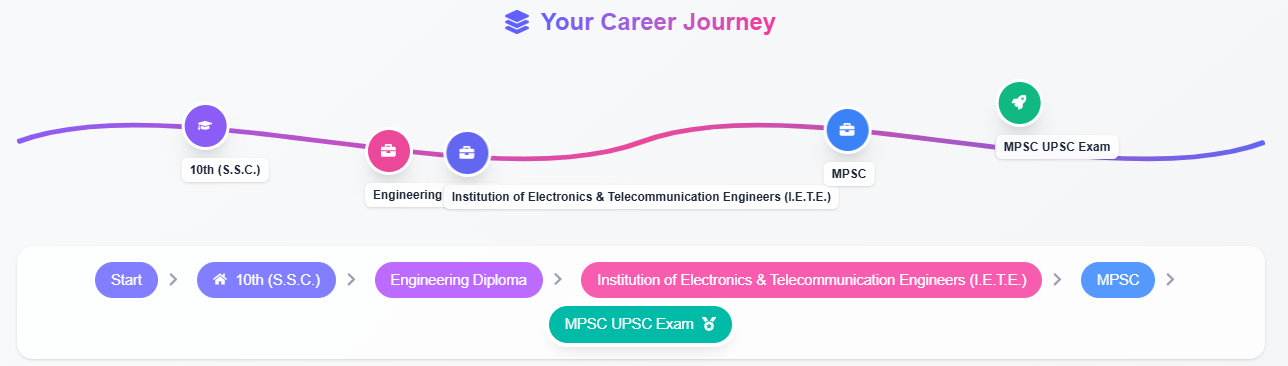 Your Career Journey
10th (S.S.C.)
Engineering
Institution of Electronics & Telecommunication Engineers (I.E.T.E.)
MPSC
MPSC UPSC Exam
Start
10th (S.S.C.)
Engineering Diploma
Institution of Electronics & Telecommunication Engineers (I.E.T.E.)
MPSC
MPSC UPSC Exam